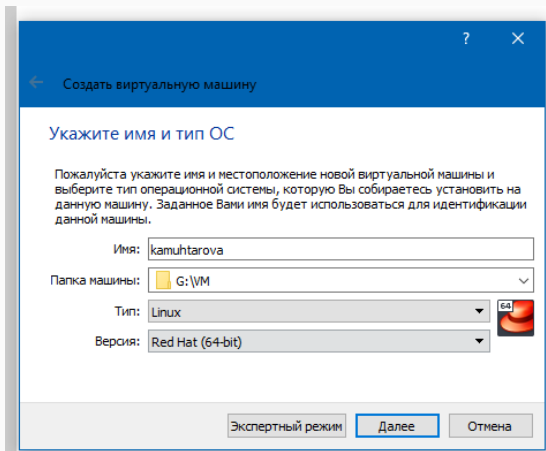 ?
Создать виртуальную машину
Укажите имя и тип ОС
Пожалуйста укажите имя и местоположение новой виртуальной машины и
выберите тип операционной системы, которую Вы собираетесь установить на
данную машину. Заданное Вами имя будет использоваться для идентификации
данной машины.
Имя: kamuhtarova
Папка машины: G:\VM
Тип: Linux
64
Версия: Red Hat (64-bit)
Экспертный режим Далее Отмена